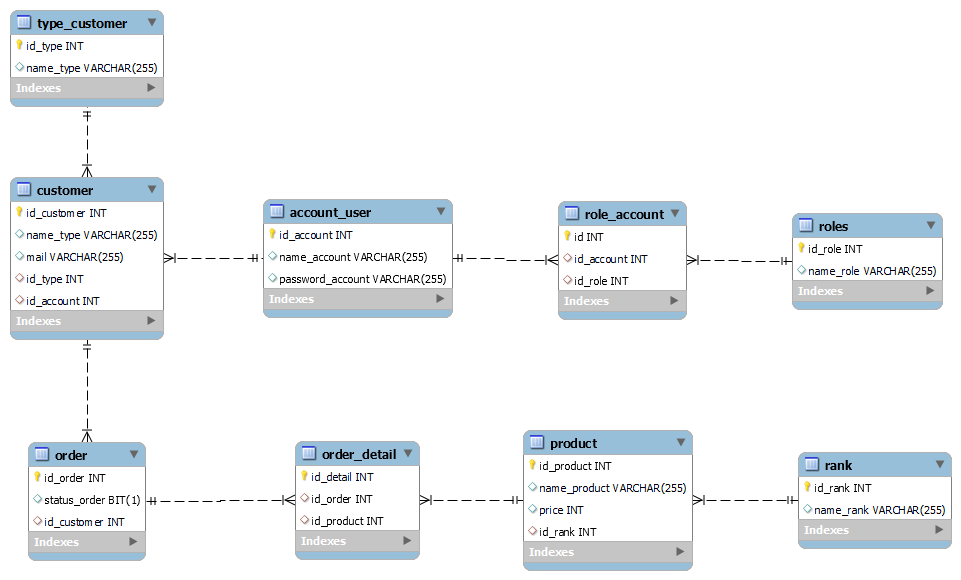 type_customer
id_type INT
name_type VARCHAR(255)
Indexes
customer
id_customer INT
name_type VARCHAR(255)
mail VARCHAR(255)
id_type INT
id_account INT
Indexes
account_user
id_account INT
name_account VARCHAR(255)
password_account VARCHAR(255)
Indexes
role_account
id INT
id_account INT
id_role INT
Indexes
roles
id_role INT
name_role VARCHAR(255)
Indexes
order
id_order INT
status_order BIT(1)
id_customer INT
Indexes
order_detail
id_detail INT
id_order INT
id_product INT
Indexes
product
id_product INT
name_product VARCHAR(255)
price INT
id_rank INT
Indexes
rank
id_rank INT
name_rank VARCHAR(255)
Indexes